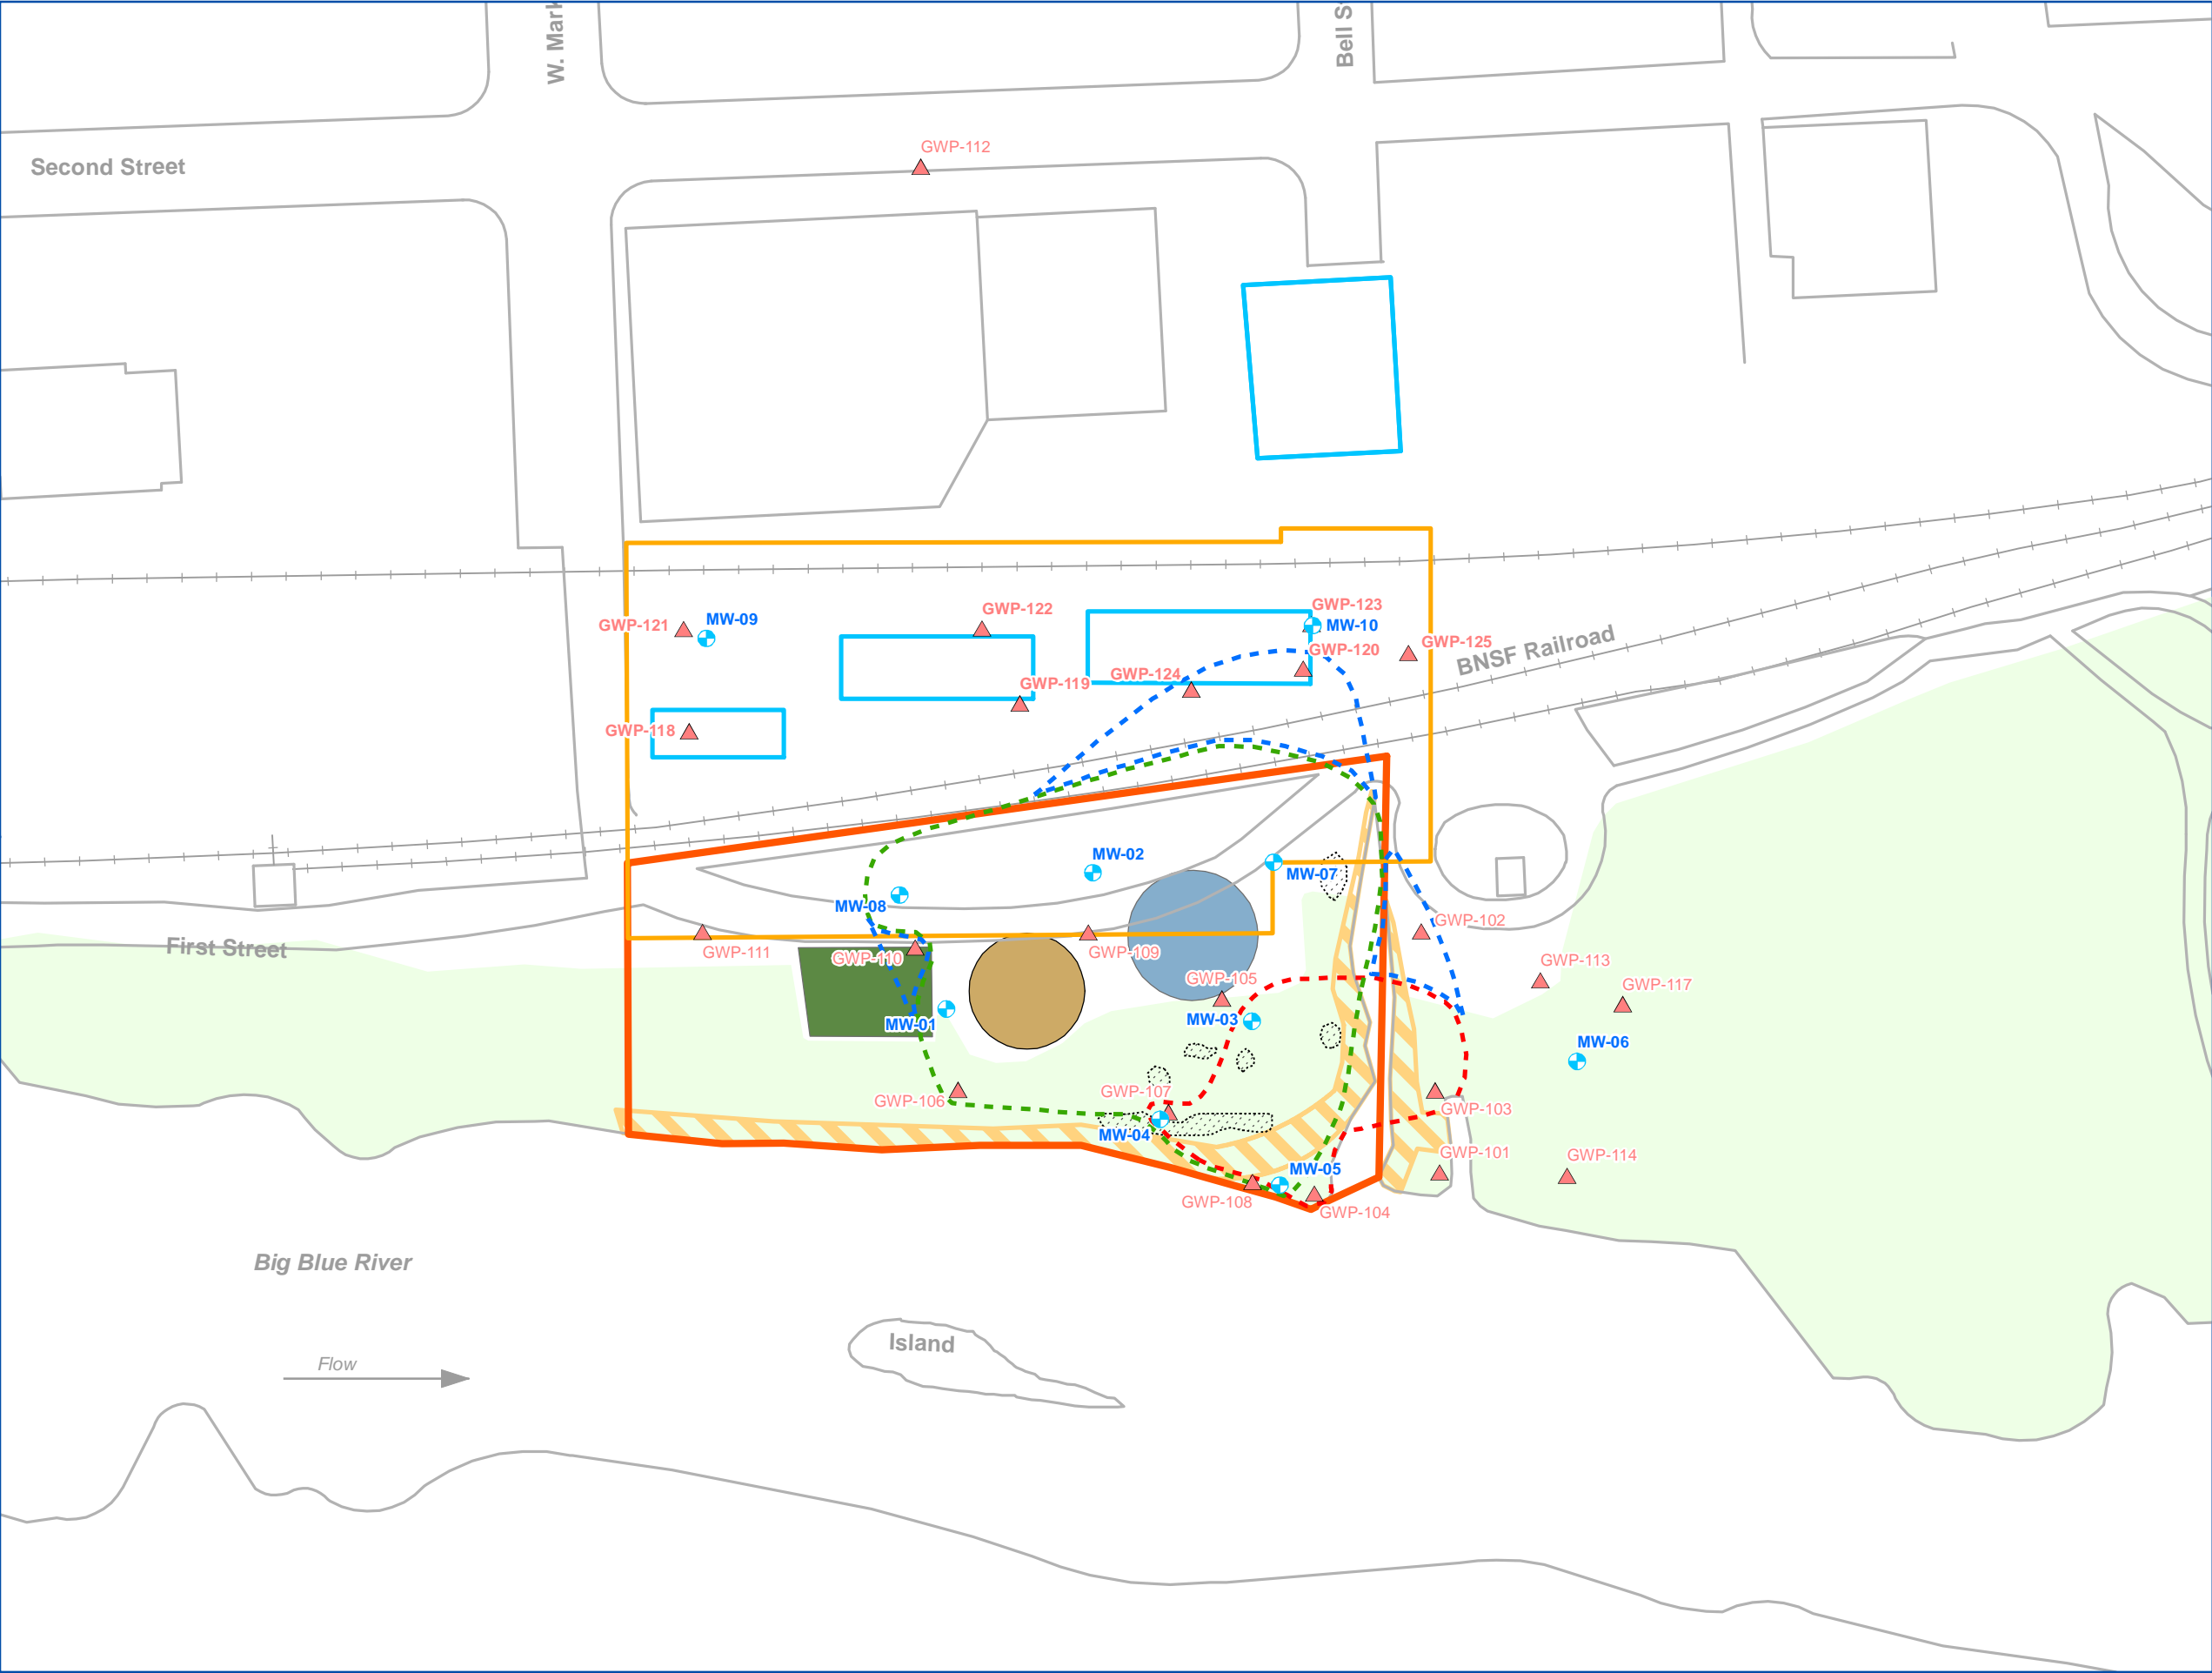 W. Mark
Bell S
GWP-112
Second Street
GWP-121
MW-09
GWP-122
GWP-123
MW-10
GWP-120
GWP-125
BNSF Railroad
GWP-124
GWP-119
GWP-118
MW-02
MW-07
MW-08
GWP-102
First Street
GWP-111
GWP-110
GWP-109
GWP-105
GWP-113
GWP-117
MW-01
MW-03
MW-06
GWP-106
GWP-107
GWP-103
MW-04
GWP-101
GWP-114
MW-05
GWP-108
GWP-104
Big Blue River
Island
Flow